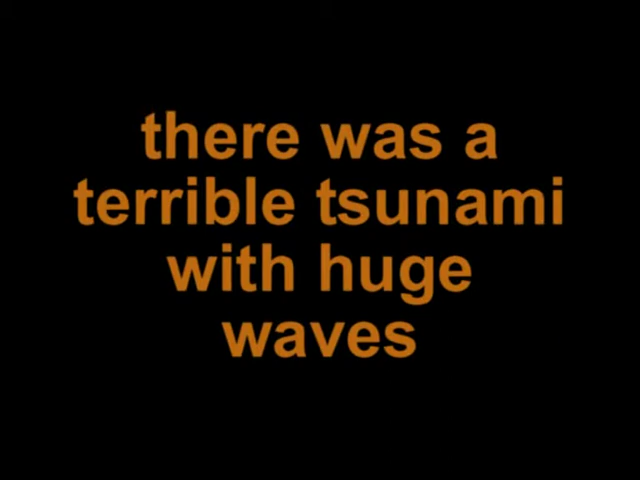 there was a
terrible tsunami
with huge
waves